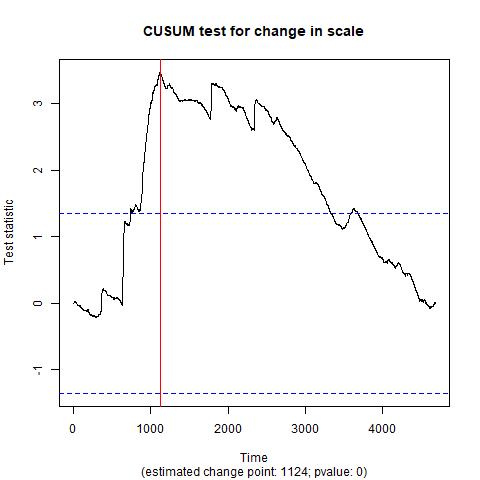 CUSUM test for change in scale
Test statistic
3
2
1
0
-1
0 1000 2000 3000 4000
Time
(estimated change point: 1124; pvalue: 0)